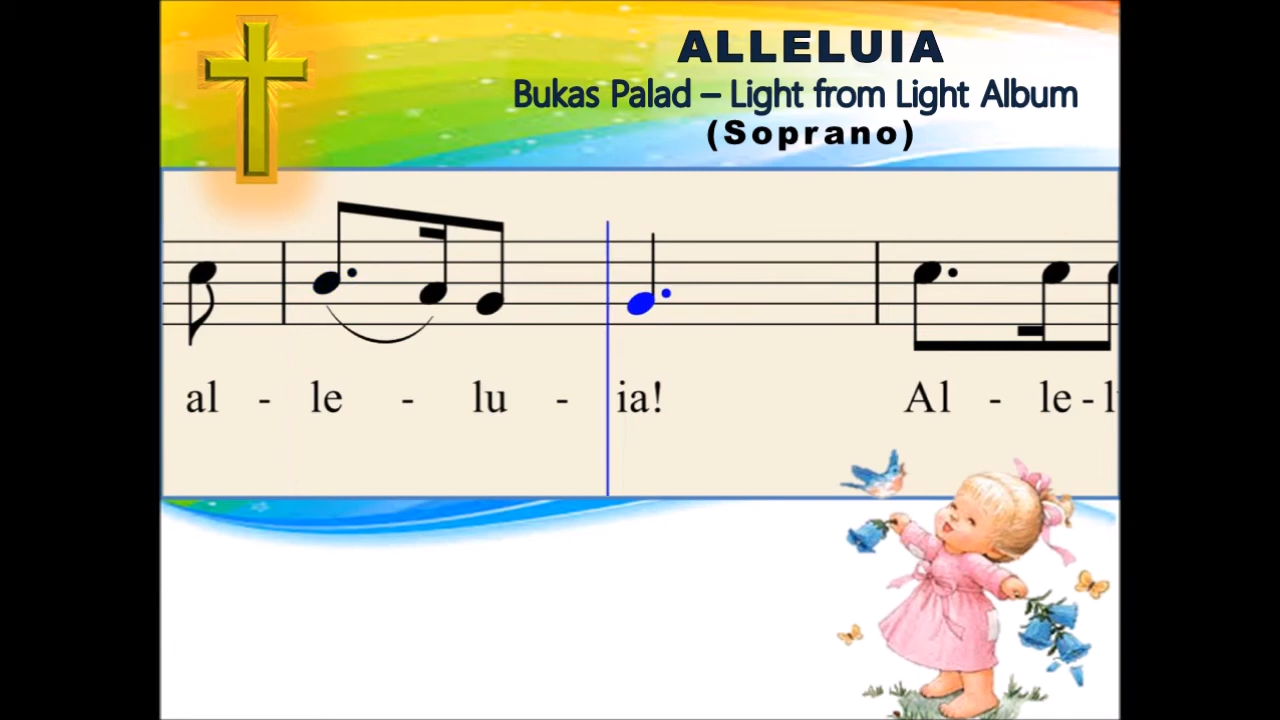 ALLELUIA
Bukas Palad – Light from Light Album
(Soprano)
al - le - lu - ia! Al - le -